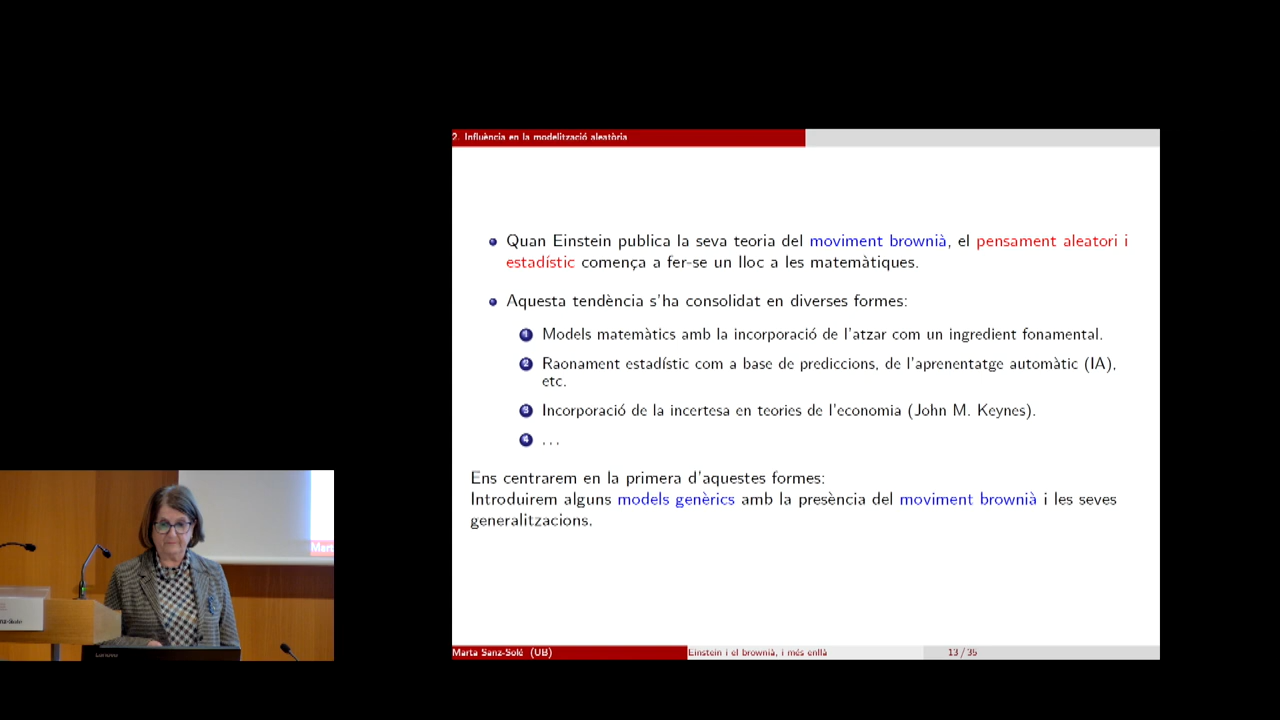 2. Influència en la modelització aleatòria
Quan Einstein publica la seva teoria del moviment brownià, el pensament aleatori i
estadístic comença a fer-se un lloc a les matemàtiques.
Aquesta tendència s'ha consolidat en diverses formes:
1 Models matemàtics amb la incorporació de l'atzar com un ingredient fonamental.
2 Raonament estadístic com a base de prediccions, de l'aprenentatge automàtic (IA),
etc.
3 Incorporació de la incertesa en teories de l'economia (John M. Keynes).
4 ...
Ens centrarem en la primera d'aquestes formes:
Introduirem alguns models genèrics amb la presència del moviment brownià i les seves
generalitzacions.
Marta Sanz-Solé (UB) Einstein i el brownià, i més enllà 13 / 35
Mart
Lenovo